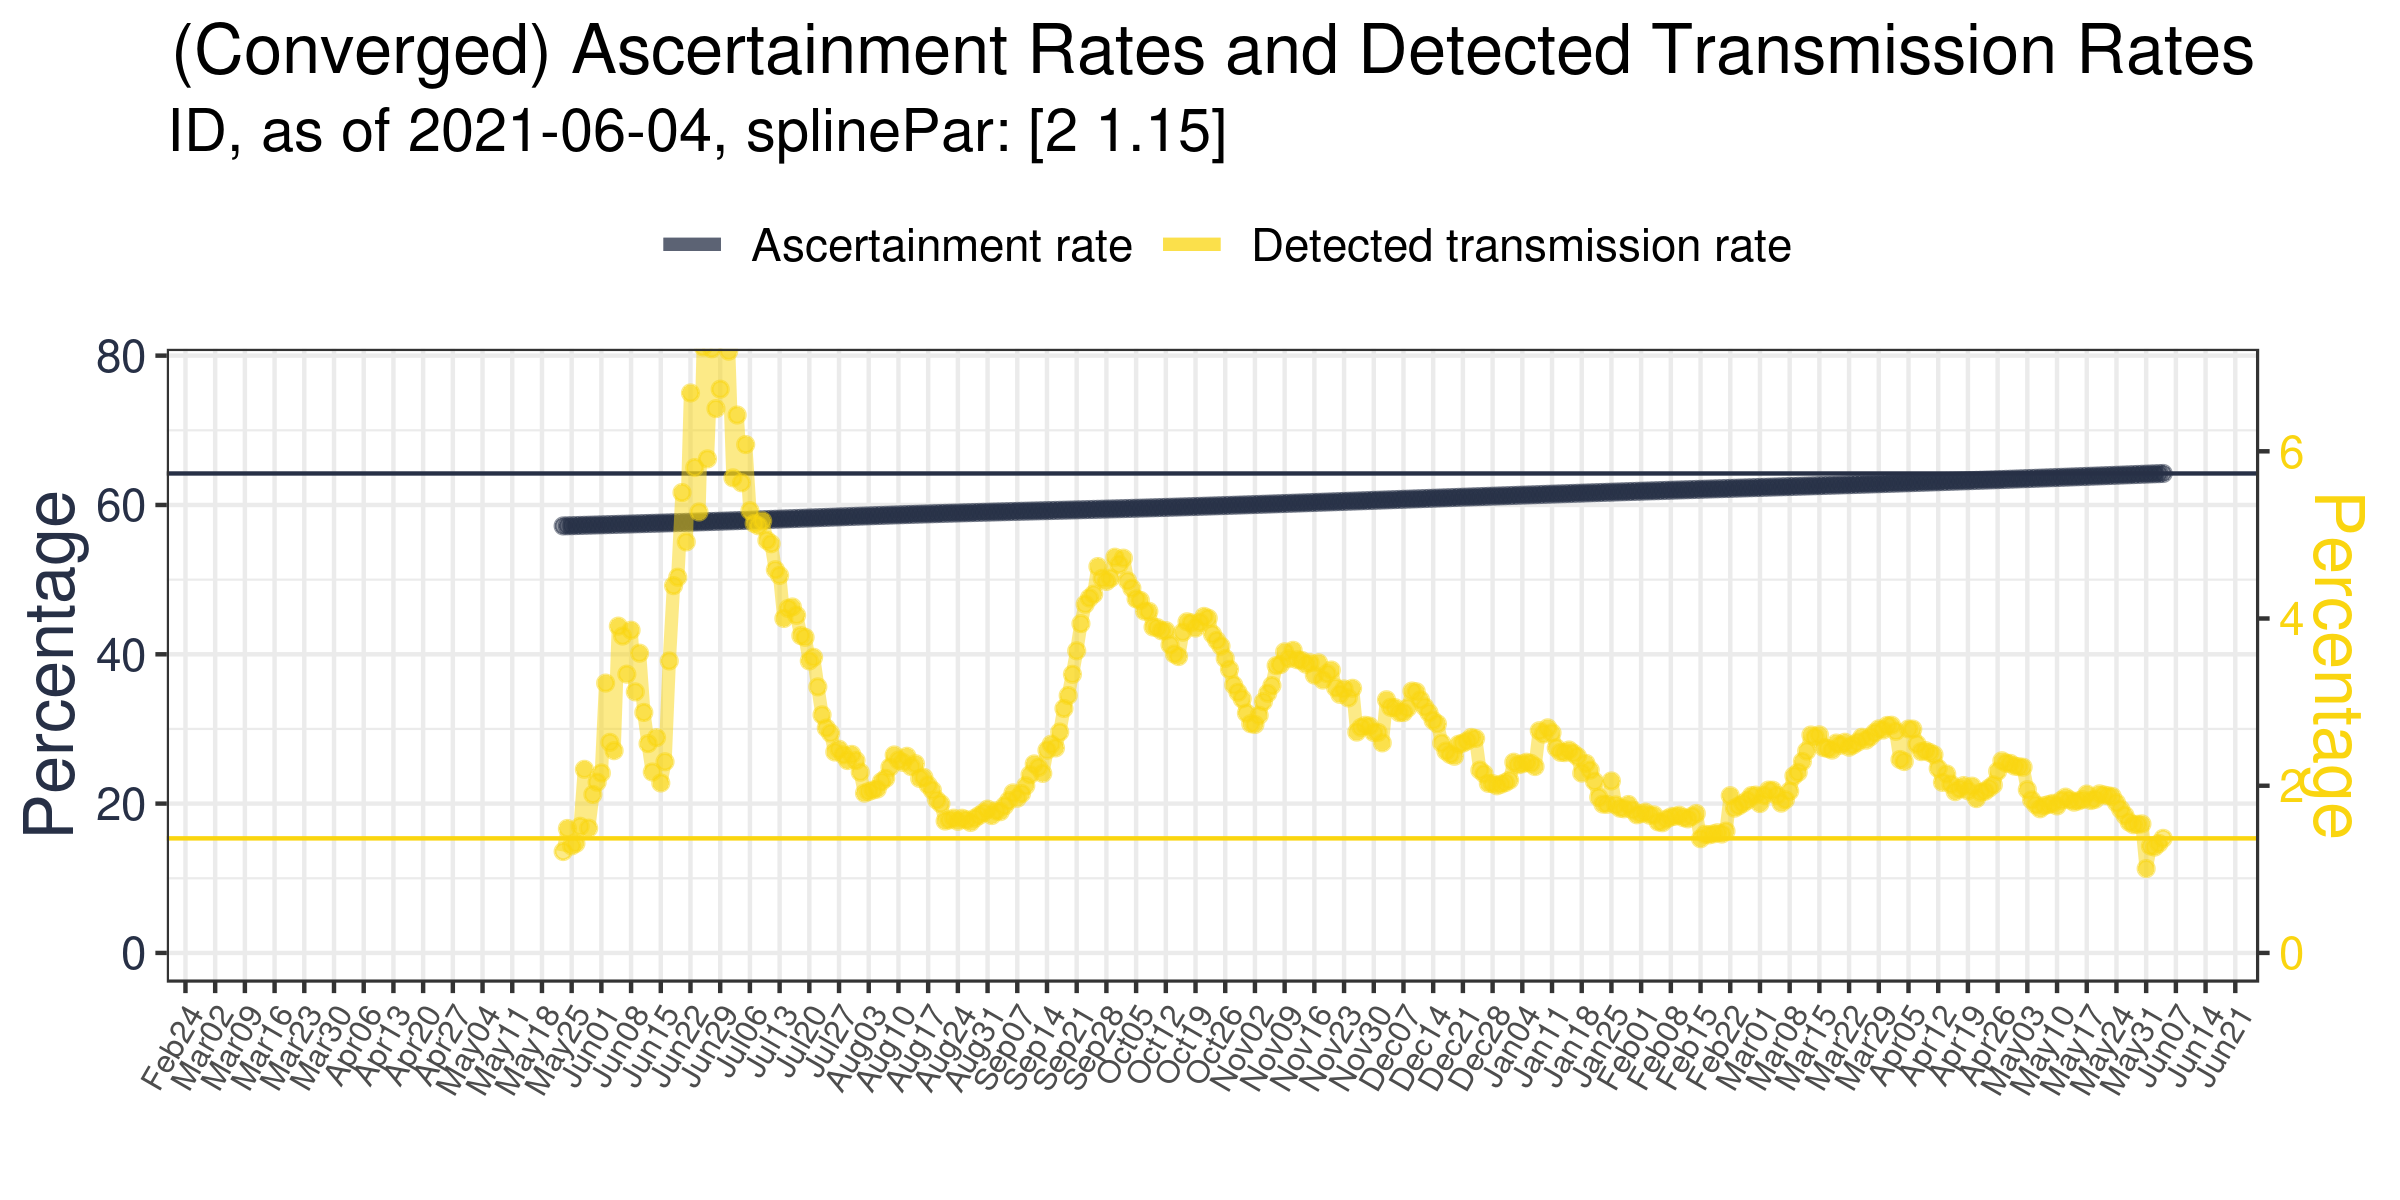 (Converged) Ascertainment Rates and Detected Transmission Rates
ID, as of 2021-06-04, splinePar: [2 1.15]
Ascertainment rate
Detected transmission rate
80
60
40
20
0
Percentage
6
4
2
0
Percentage
Feb24
Mar02
Mar09
Mar16
Mar23
Mar30
Apr06
Apr13
Apr20
Apr27
May04
May11
May18
May25
Jun01
Jun08
Jun15
Jun22
Jun29
Jul06
Jul13
Jul20
Jul27
Aug03
Aug10
Aug17
Aug24
Aug31
Sep07
Sep14
Sep21
Sep28
Oct05
Oct12
Oct19
Oct26
Nov02
Nov09
Nov16
Nov23
Nov30
Dec07
Dec14
Dec21
Dec28
Jan04
Jan11
Jan18
Jan25
Feb01
Feb08
Feb15
Feb22
Mar01
Mar08
Mar15
Mar22
Mar29
Apr05
Apr12
Apr19
Apr26
May03
May10
May17
May24
May31
Jun07
Jun14
Jun21